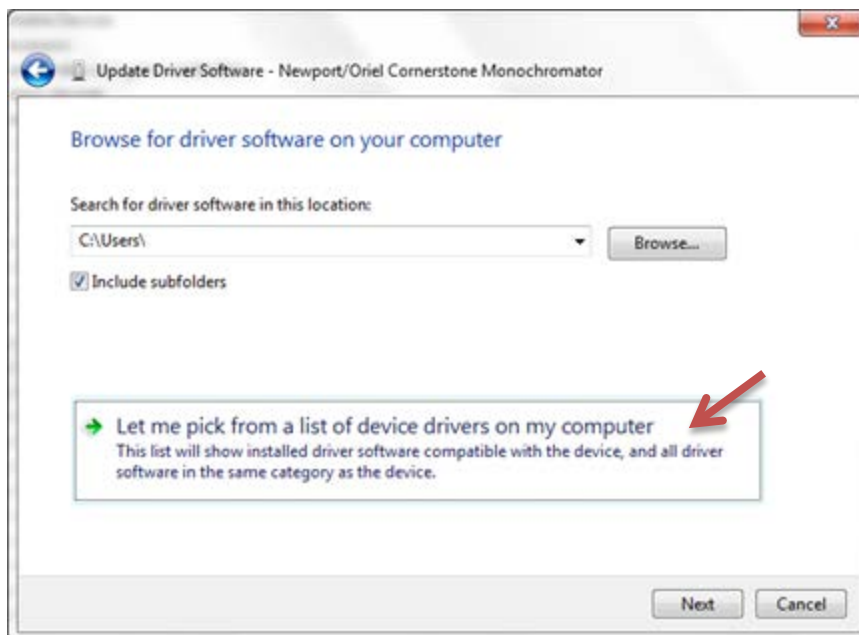 Update Driver Software - Newport/Oriel Cornerstone Monochromator
Browse for driver software on your computer
Search for driver software in this location:
C:\Users\
Browse...
Include subfolders
Let me pick from a list of device drivers on my computer
This list will show installed driver software compatible with the device, and all driver
software in the same category as the device.
Next
Cancel